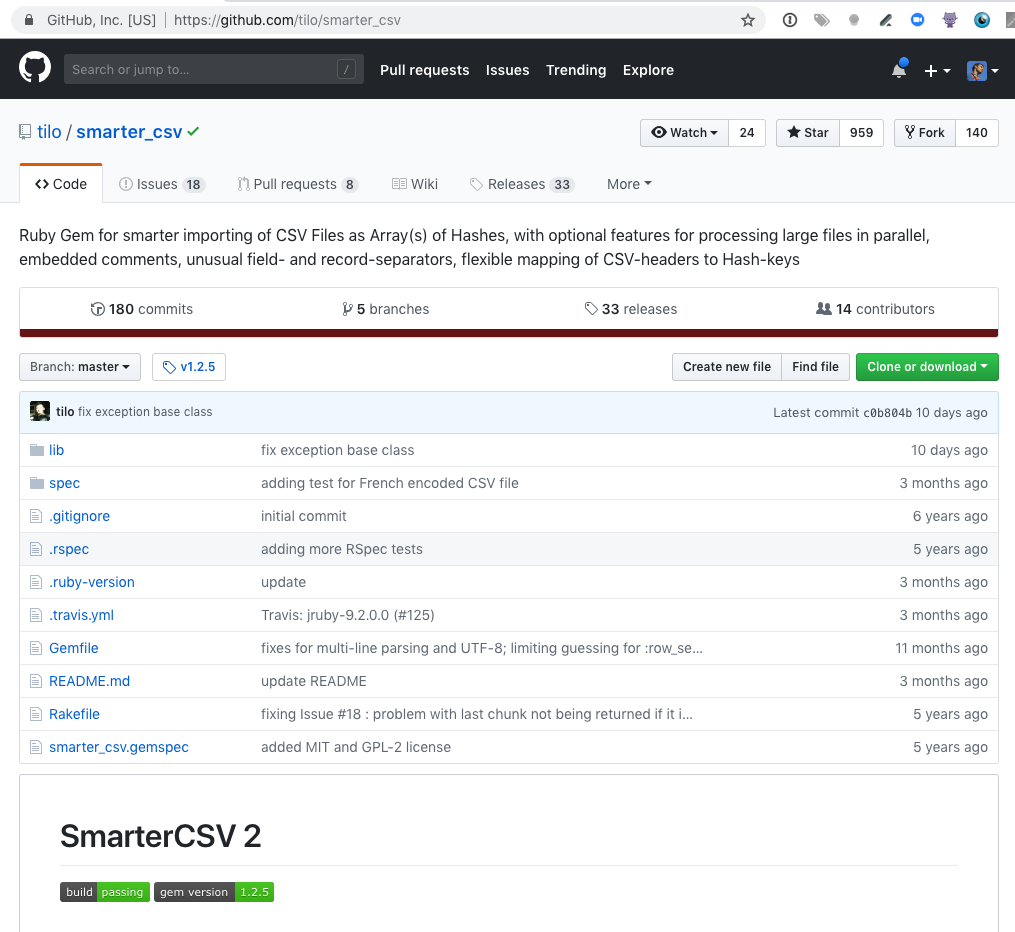 GitHub, Inc. [US] https://github.com/tilo/smarter_csv
Search or jump to... / Pull requests Issues Trending Explore
tilo / smarter_csv Watch 24 Star 959 Fork 140
Code Issues 18 Pull requests 8 Wiki Releases 33 More
Ruby Gem for smarter importing of CSV Files as Array(s) of Hashes, with optional features for processing large files in parallel,
embedded comments, unusual field- and record-separators, flexible mapping of CSV-headers to Hash-keys
180 commits 5 branches 33 releases 14 contributors
Branch: master v1.2.5 Create new file Find file Clone or download
tilo fix exception base class Latest commit c0b804b 10 days ago
lib fix exception base class 10 days ago
spec adding test for French encoded CSV file 3 months ago
.gitignore initial commit 6 years ago
.rspec adding more RSpec tests 5 years ago
.ruby-version update 3 months ago
.travis.yml Travis: jruby-9.2.0.0 (#125) 3 months ago
Gemfile fixes for multi-line parsing and UTF-8; limiting guessing for :row_se... 11 months ago
README.md update README 3 months ago
Rakefile fixing Issue #18 : problem with last chunk not being returned if it i... 5 years ago
smarter_csv.gemspec added MIT and GPL-2 license 5 years ago
SmarterCSV 2
build passing gem version 1.2.5